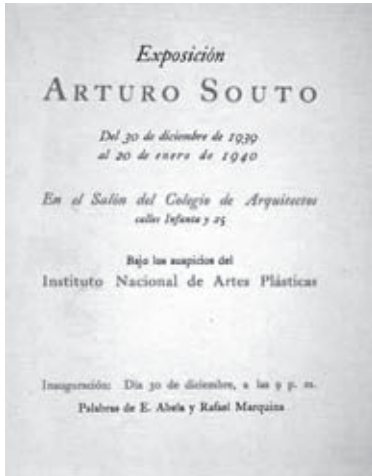 Exposición
ARTURO SOUTO
Del 30 de diciembre de 1939
al 20 de enero de 1940
En el Salón del Colegio de Arquitectos
calles Infanta y 25
Bajo los auspicios del
Instituto Nacional de Artes Plásticas
Inauguración: Día 30 de diciembre, a las 9 p. m.
Palabras de E. Abela y Rafael Marquina